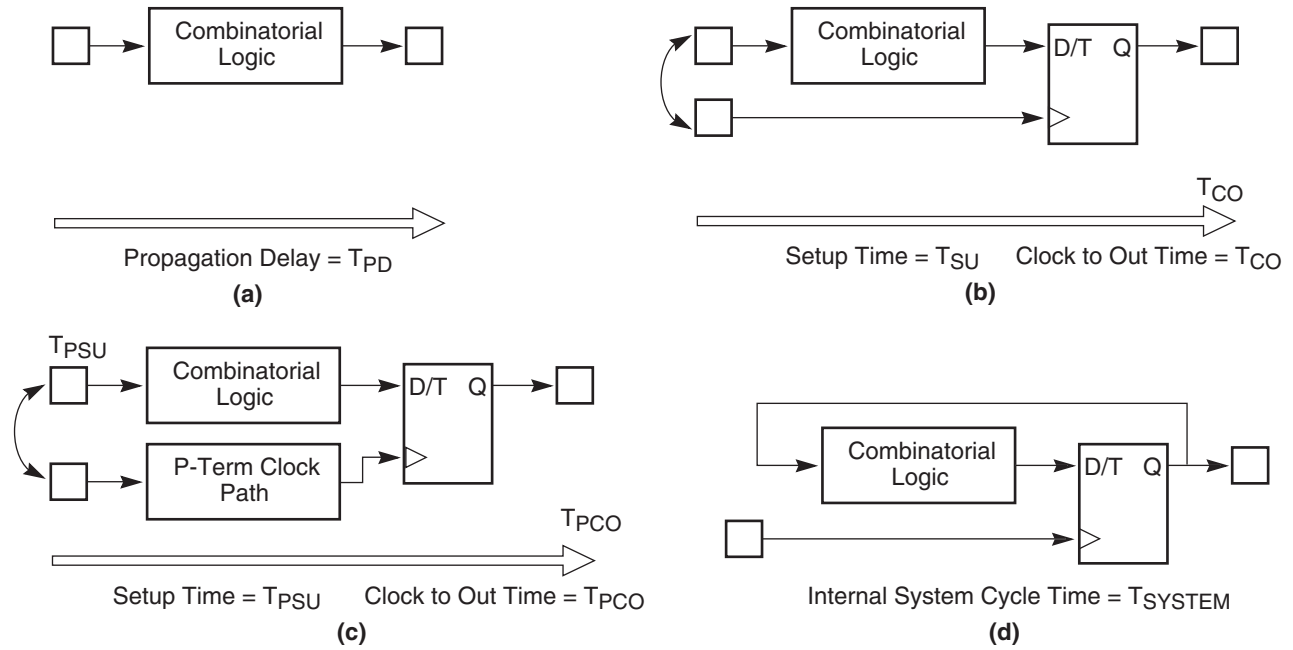 Combinatorial
Logic
Propagation Delay = TPD
(a)
Combinatorial
Logic
D/T Q
TCO
Setup Time = TSU Clock to Out Time = TCO
(b)
TPSU
Combinatorial
Logic
D/T Q
P-Term Clock
Path
TPCO
Setup Time = TPSU Clock to Out Time = TPCO
(c)
Combinatorial
Logic
D/T Q
Internal System Cycle Time = TSYSTEM
(d)